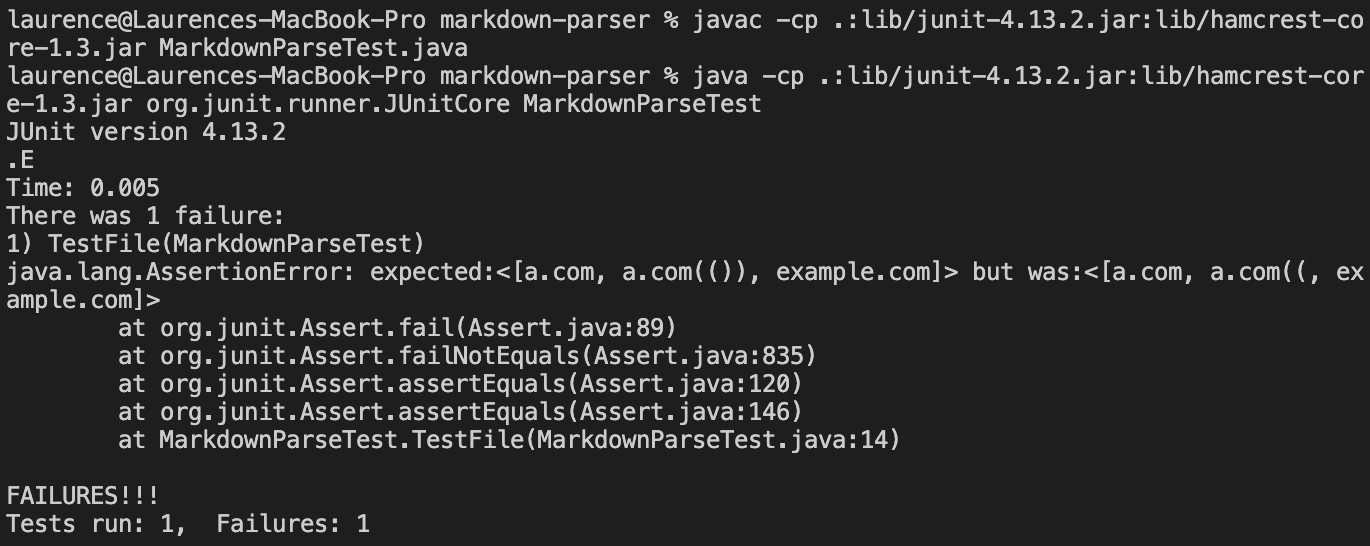 laurence@Laurences-MacBook-Pro markdown-parser % javac -cp .:lib/junit-4.13.2.jar:lib/hamcrest-co
re-1.3.jar MarkdownParseTest.java
laurence@Laurences-MacBook-Pro markdown-parser % java -cp .:lib/junit-4.13.2.jar:lib/hamcrest-cor
e-1.3.jar org.junit.runner.JUnitCore MarkdownParseTest
JUnit version 4.13.2
.E
Time: 0.005
There was 1 failure:
1) TestFile(MarkdownParseTest)
java.lang.AssertionError: expected:<[a.com, a.com(()), example.com]> but was:<[a.com, a.com((, ex
ample.com]>
        at org.junit.Assert.fail(Assert.java:89)
        at org.junit.Assert.failNotEquals(Assert.java:835)
        at org.junit.Assert.assertEquals(Assert.java:120)
        at org.junit.Assert.assertEquals(Assert.java:146)
        at MarkdownParseTest.TestFile(MarkdownParseTest.java:14)

FAILURES!!!
Tests run: 1,  Failures: 1